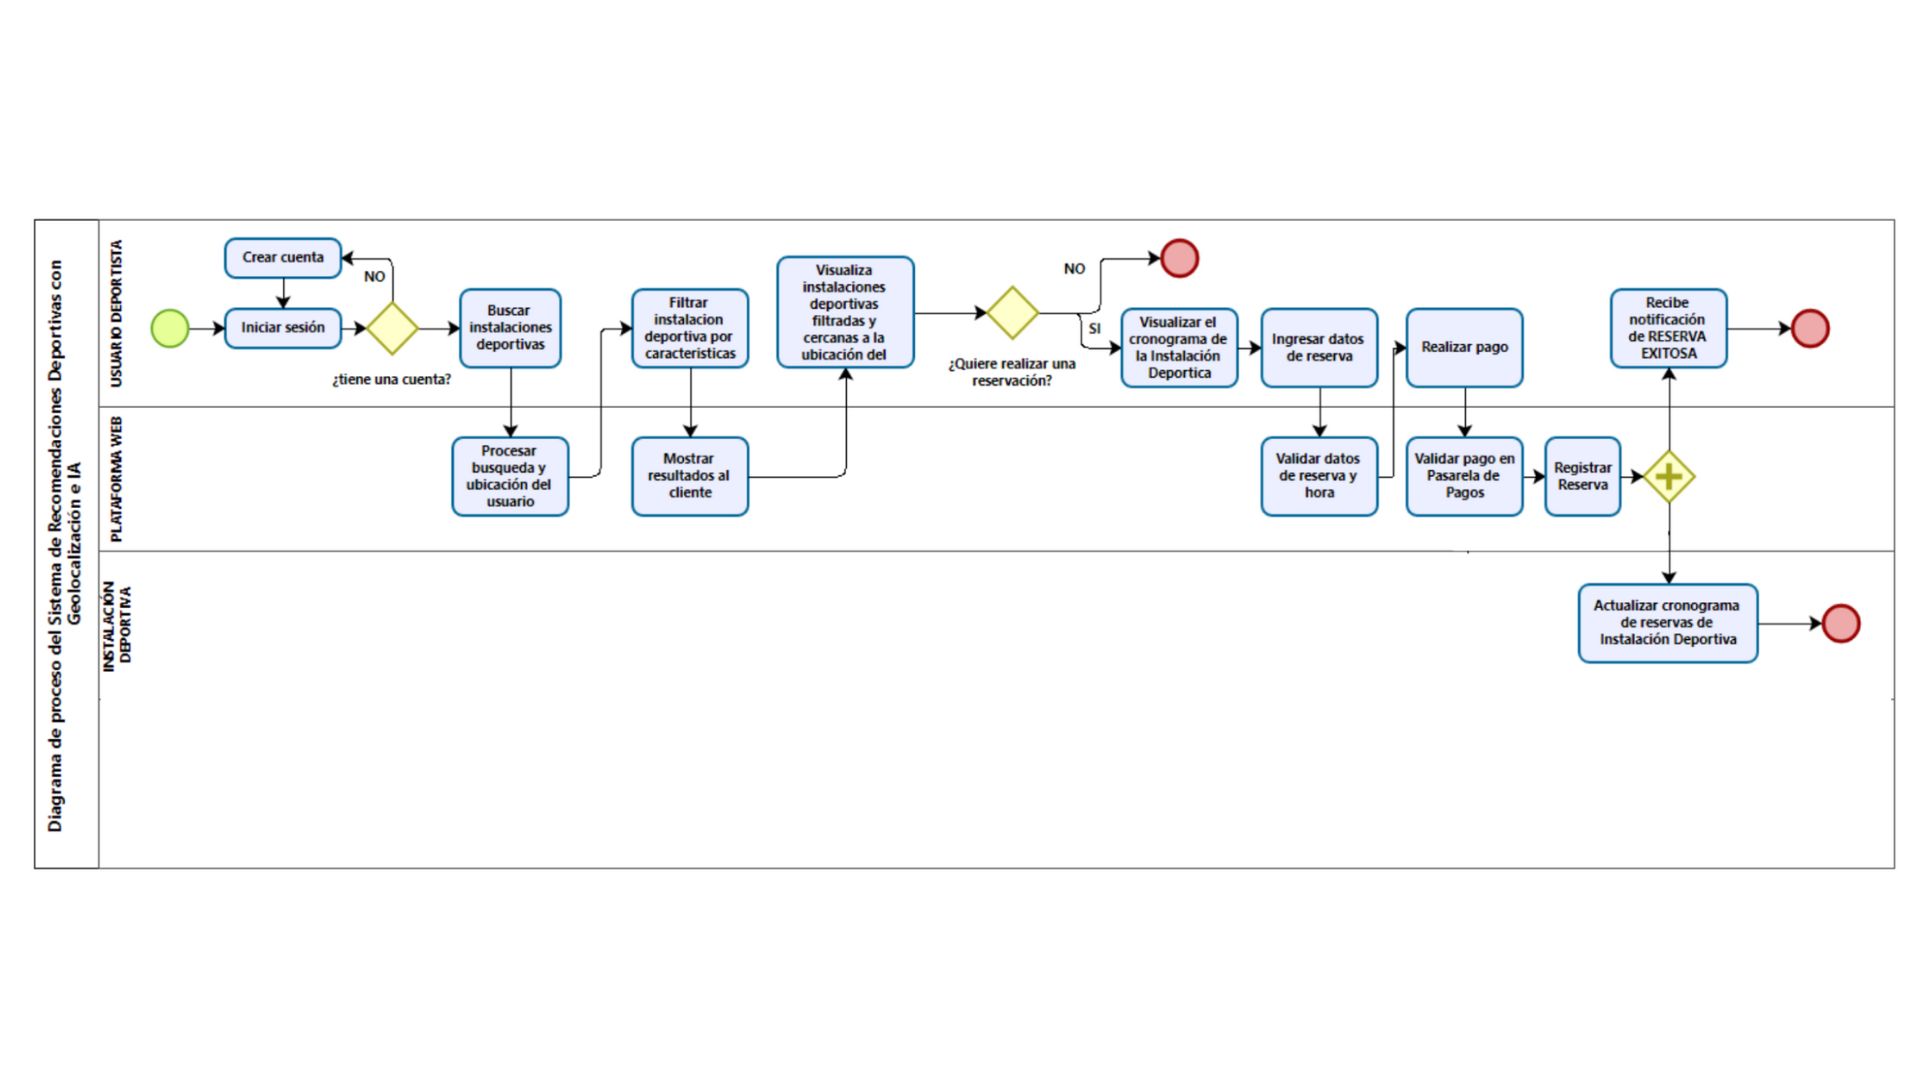 Diagrama de proceso del Sistema de Recomendaciones Deportivas con
Geolocalización e IA
USUARIO DEPORTISTA
Crear cuenta
NO
Iniciar sesión
¿tiene una cuenta?
Buscar
instalaciones
deportivas
Filtrar
instalacion
deportiva por
caracteristicas
Visualiza
instalaciones
deportivas
filtradas y
cercanas a la
ubicación del
¿Quiere realizar una
reservación?
NO
SI
Visualizar el
cronograma de
la Instalación
Deportica
Ingresar datos
de reserva
Realizar pago
Recibe
notificación
de RESERVA
EXITOSA
PLATAFORMA WEB
Procesar
busqueda y
ubicación del
usuario
Mostrar
resultados al
cliente
Validar datos
de reserva y
hora
Validar pago en
Pasarela de
Pagos
Registrar
Reserva
INSTALACIÓN
DEPORTIVA
Actualizar cronograma
de reservas de
Instalación Deportiva